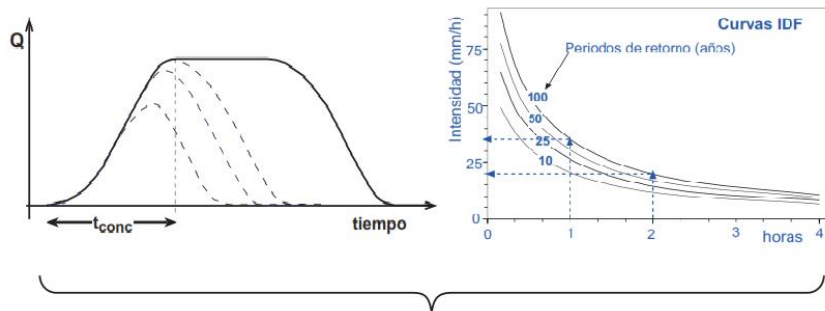 Q
t_conc
tiempo
Curvas IDF
Intensidad (mm/h)
Periodos de retorno (años)
75
50
25
0
100
50
25
10
0
1
2
3
horas
4